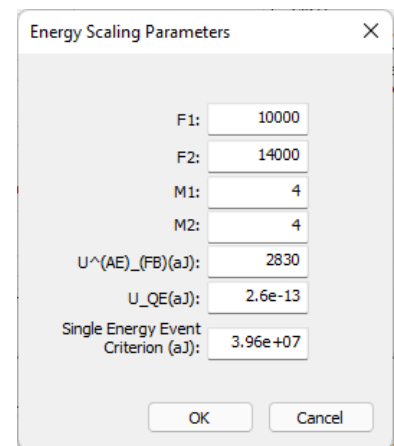 Energy Scaling Parameters
F1: 10000
F2: 14000
M1: 4
M2: 4
U^(AE)_(FB)(aJ): 2830
U_QE(aJ): 2.6e-13
Single Energy Event
Criterion (aJ): 3.96e+07
OK Cancel